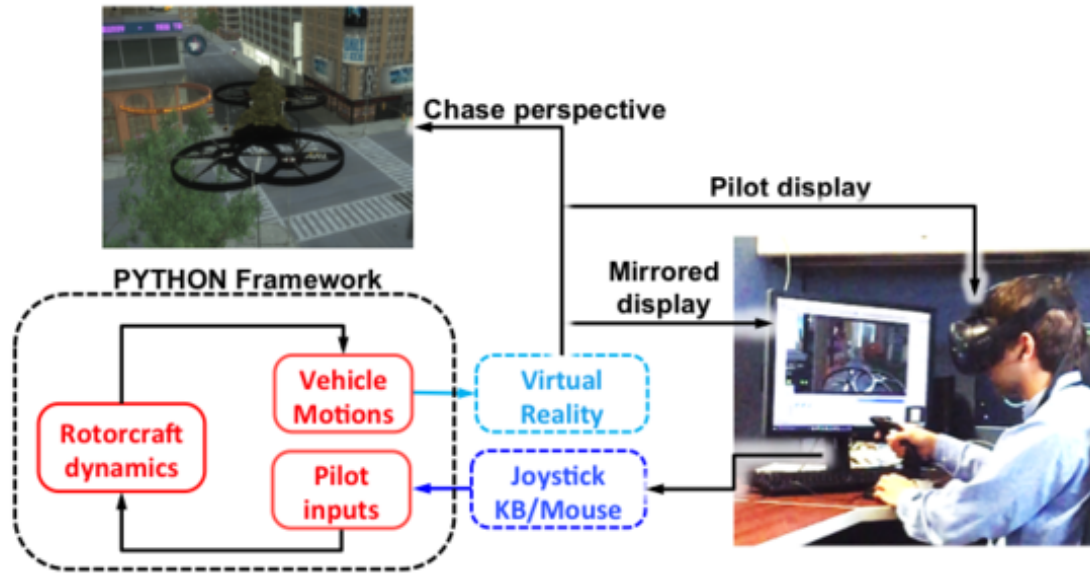 Chase perspective
Pilot display
Mirrored
display
PYTHON Framework
Vehicle
Motions
Virtual
Reality
Rotorcraft
dynamics
Pilot
inputs
Joystick
KB/Mouse